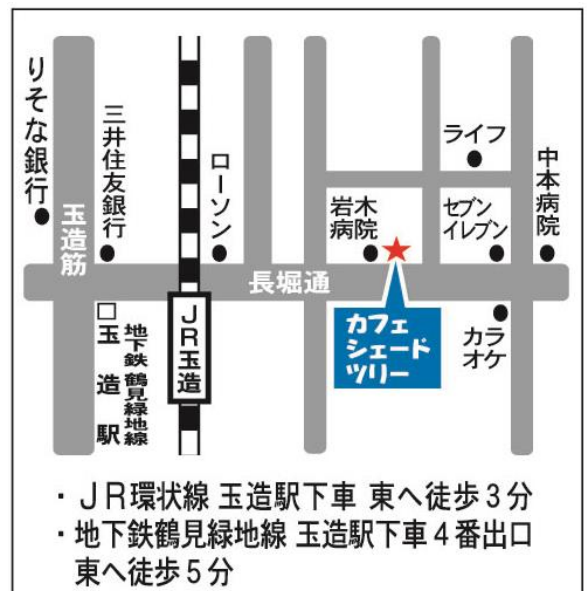 りそな銀行
玉造筋
三井住友銀行
ローソン
岩木
病院
ライフ
セブン
イレブン
中本病院
長堀通
JR玉造
□玉造駅
地下鉄 鶴見緑地線
カフェ
シェード
ツリー
カラ
オケ
・JR環状線 玉造駅下車 東へ徒歩3分
・地下鉄鶴見緑地線 玉造駅下車4番出口
東へ徒歩5分